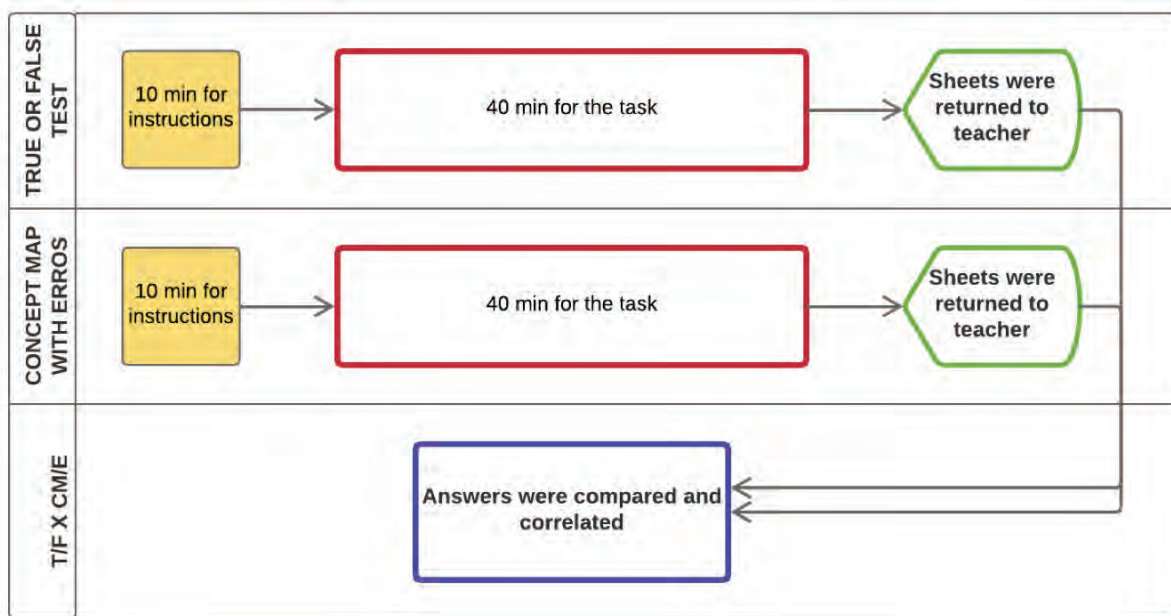 TRUE OR FALSE
TEST
10 min for
instructions
40 min for the task
Sheets were
returned to
teacher
CONCEPT MAP
WITH ERROS
10 min for
instructions
40 min for the task
Sheets were
returned to
teacher
T/F X CM/E
Answers were compared and
correlated